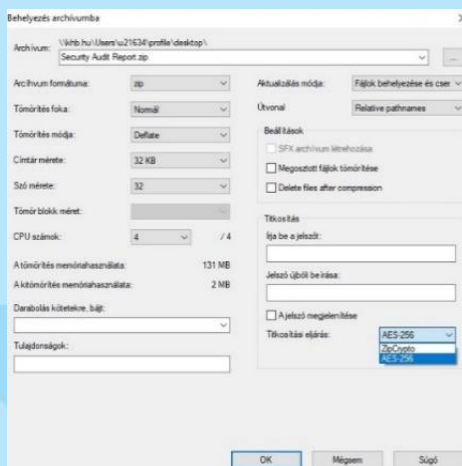 Behelyezés archívumba
Archívum:
\\khb.hu\Users\u21634\profile\desktop\
Security Audit Report.zip
...
Archívum formátuma:
zip
Tömörítés foka:
Normál
Tömörítés módja:
Deflate
Címtár mérete:
32 KB
Szó mérete:
32
Tömör blokk méret:
CPU számok:
4
/ 4
A tömörítés memóriahasználata:
131 MB
A kitömörítés memóriahasználata:
2 MB
Darabolás kötetekre, bájt:
Tulajdonságok:
Aktualizálás módja:
Fájlok behelyezése és cser
Útvonal
Relative pathnames
Beállítások
SFX archívum létrehozása
Megosztott fájlok tömörítése
Delete files after compression
Titkosítás
Írja be a jelszót:
Jelszó újbóli beírása:
A jelszó megjelenítése
Titkosítási eljárás:
AES-256
ZipCrypto
AES-256
OK
Mégsem
Súgó